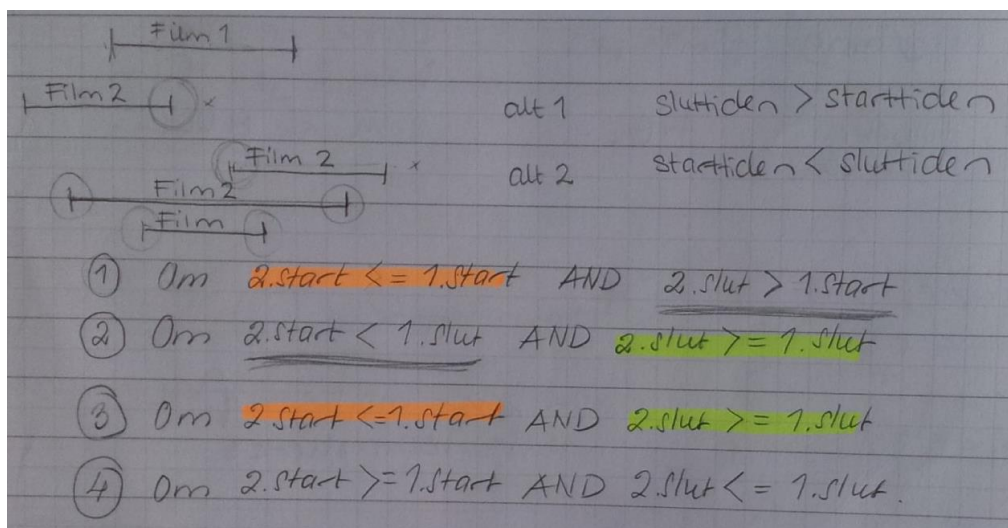 Film 1
Film 2 x alt 1 sluttiden > starttiden
Film 2 x alt 2 starttiden < sluttiden
Film 2
Film
① Om 2.start <= 1.start AND 2.slut > 1.start
② Om 2.start < 1.slut AND 2.slut >= 1.slut
③ Om 2.start <= 1.start AND 2.slut >= 1.slut
④ Om 2.start >= 1.start AND 2.slut <= 1.slut.